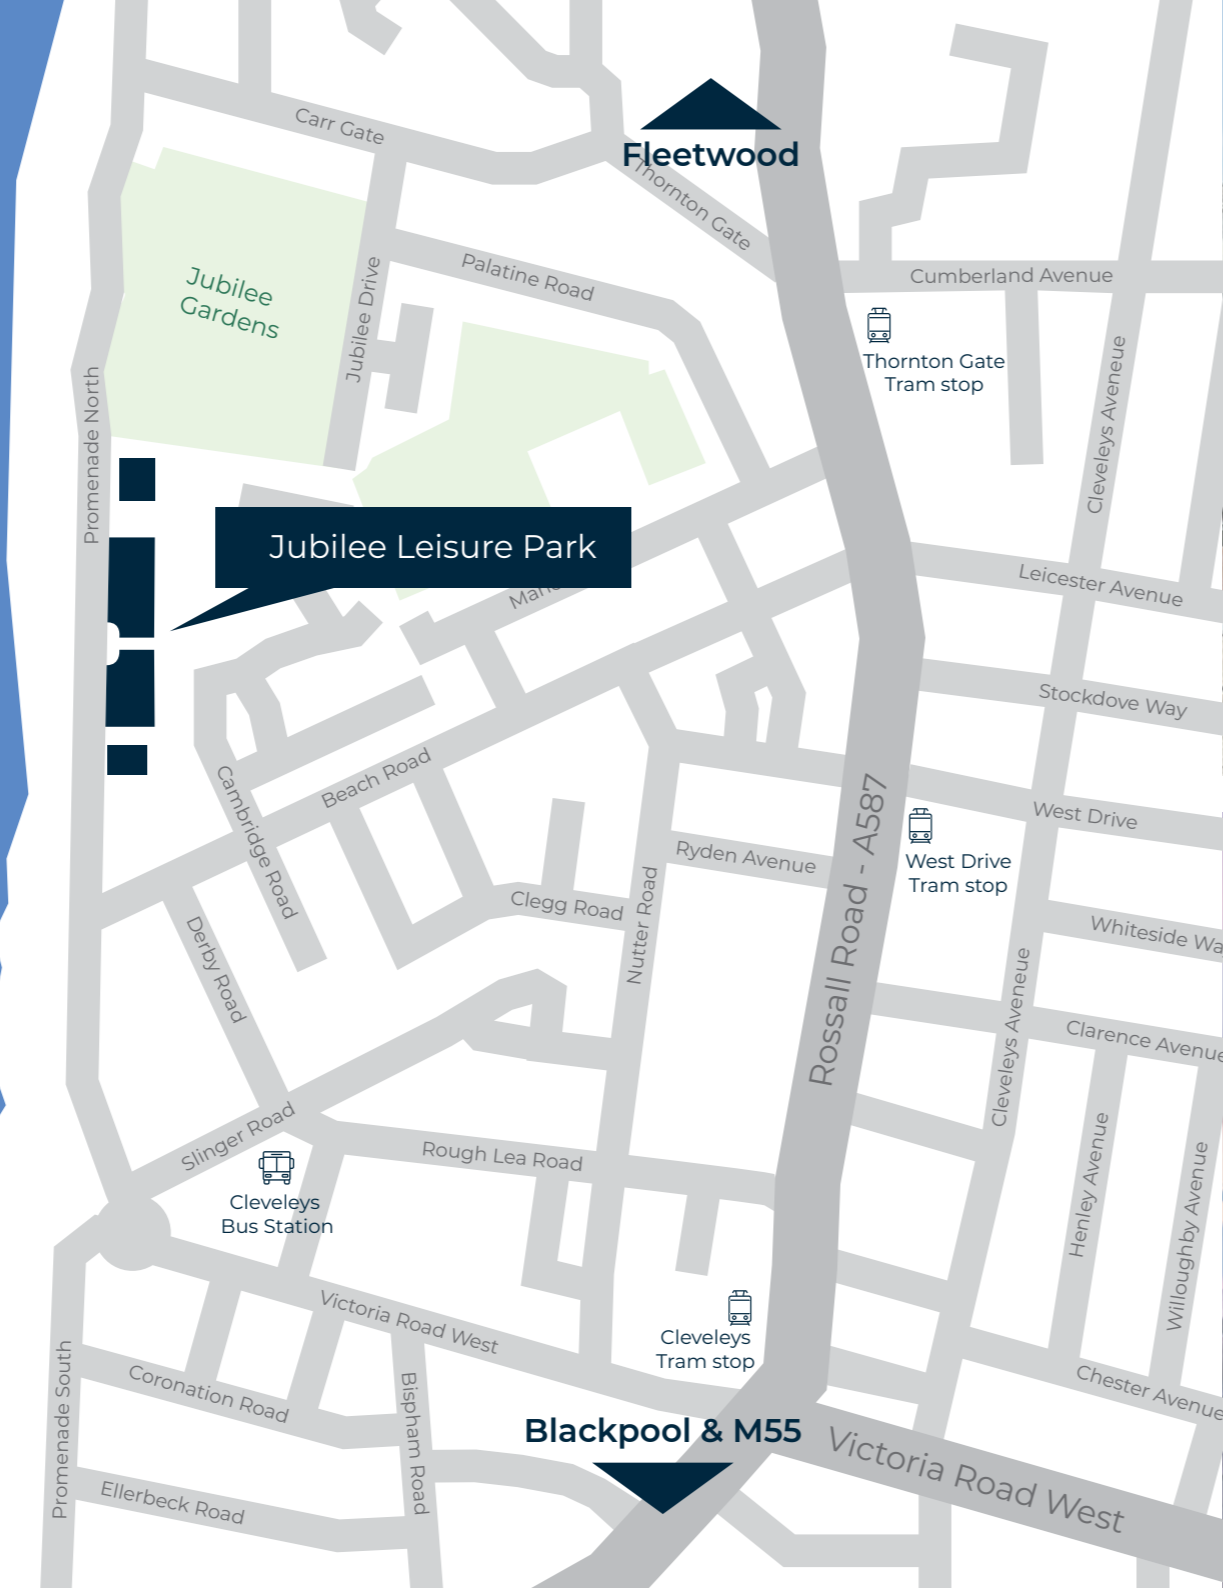 Carr Gate
Fleetwood
Thornton Gate
Jubilee
Gardens
Jubilee Drive
Palatine Road
Cumberland Avenue
Thornton Gate
Tram stop
Promenade North
Cleveleys Aveneue
Jubilee Leisure Park
Leicester Avenue
Stockdove Way
Beach Road
Cambridge Road
West Drive
West Drive
Tram stop
Rossall Road - A587
Ryden Avenue
Clegg Road
Nutter Road
Whiteside Wa
Derby Road
Cleveleys Aveneue
Clarence Avenue
Slinger Road
Rough Lea Road
Cleveleys
Bus Station
Henley Avenue
Willoughby Avenue
Victoria Road West
Cleveleys
Tram stop
Promenade South
Coronation Road
Bispham Road
Chester Avenue
Blackpool & M55
Victoria Road West
Ellerbeck Road